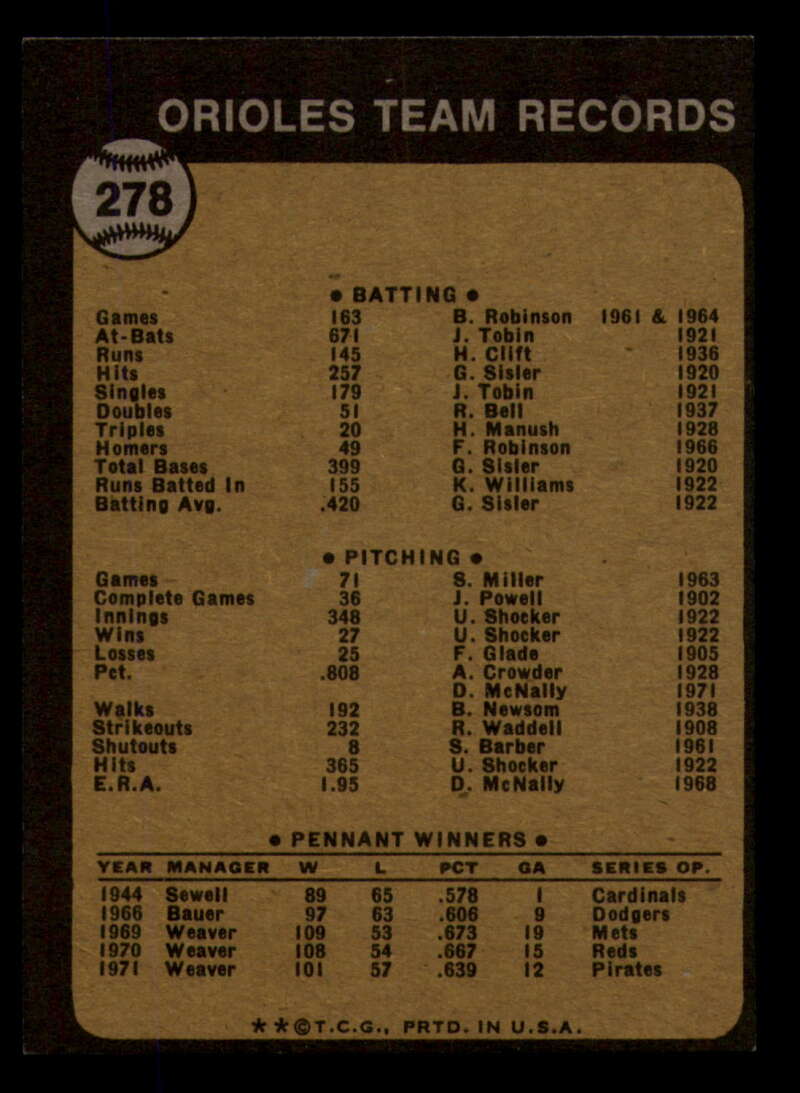 ORIOLES TEAM RECORDS
278
• BATTING •
Games 163 B. Robinson 1961 & 1964
At-Bats 671 J. Tobin 1921
Runs 145 H. Clift 1936
Hits 257 G. Sisler 1920
Singles 179 J. Tobin 1921
Doubles 51 R. Bell 1937
Triples 20 H. Manush 1928
Homers 49 F. Robinson 1966
Total Bases 399 G. Sisler 1920
Runs Batted In 155 K. Williams 1922
Batting Avg. .420 G. Sisler 1922
• PITCHING •
Games 71 S. Miller 1963
Complete Games 36 J. Powell 1902
Innings 348 U. Shocker 1922
Wins 27 U. Shocker 1922
Losses 25 F. Glade 1905
Pct. .808 A. Crowder 1928
D. McNally 1971
Walks 192 B. Newsom 1938
Strikeouts 232 R. Waddell 1908
Shutouts 8 S. Barber 1961
Hits 365 U. Shocker 1922
E.R.A. 1.95 D. McNally 1968
• PENNANT WINNERS •
YEAR MANAGER W L PCT GA SERIES OP.
1944 Sewell 89 65 .578 1 Cardinals
1966 Bauer 97 63 .606 9 Dodgers
1969 Weaver 109 53 .673 19 Mets
1970 Weaver 108 54 .667 15 Reds
1971 Weaver 101 57 .639 12 Pirates
**©T.C.G., PRTD. IN U.S.A.